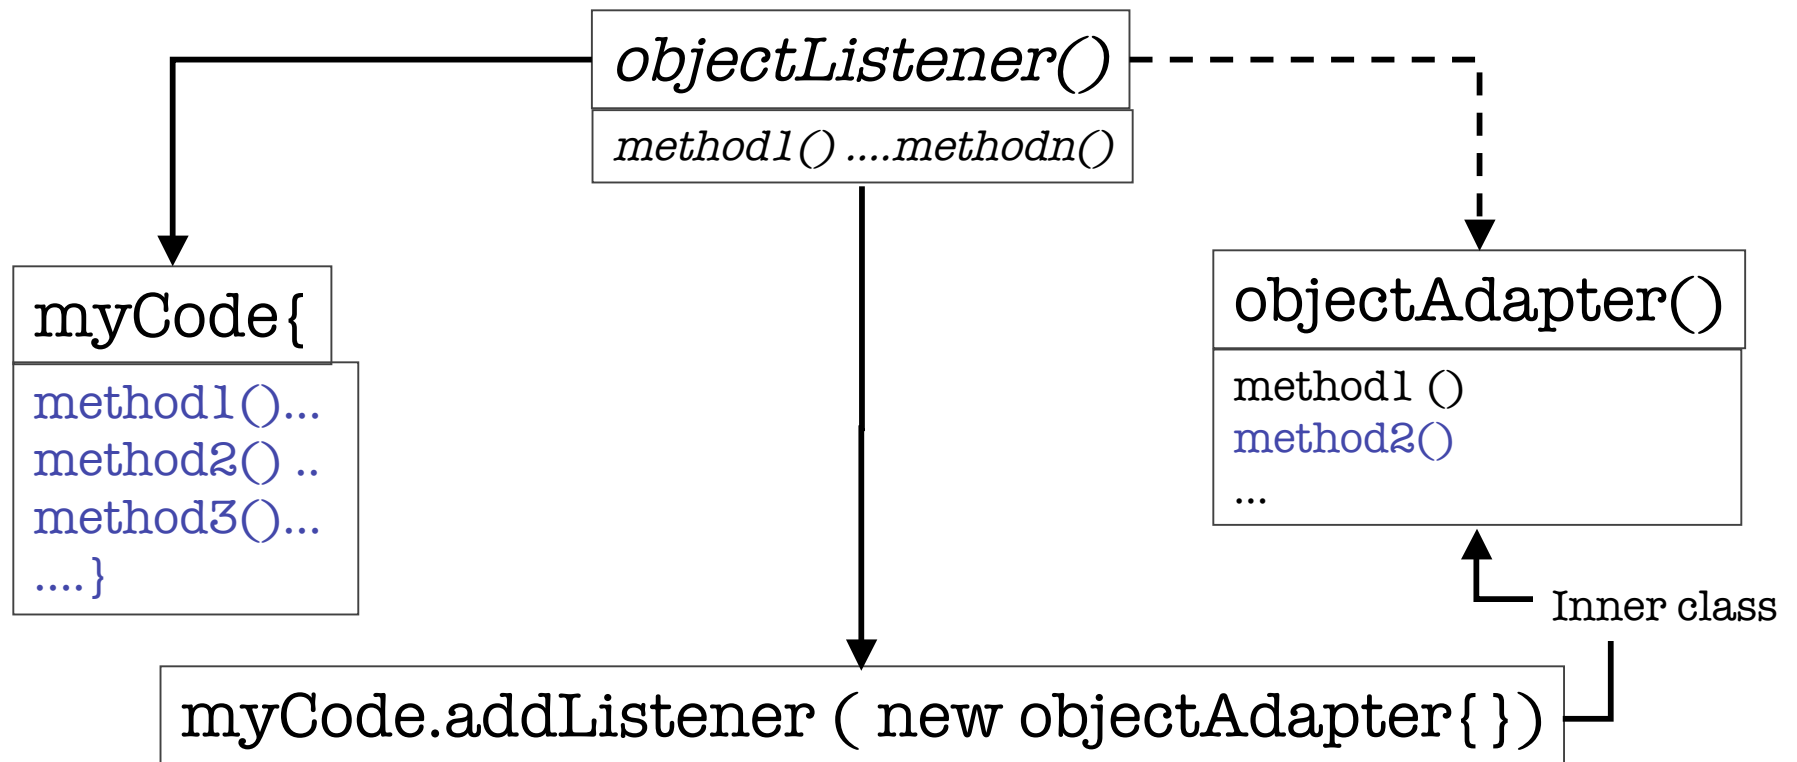 objectListener()
method1() ....methodn()
myCode{
method1()...
method2() ..
method3()...
....}
objectAdapter()
method1 ()
method2()
...
Inner class
myCode.addListener ( new objectAdapter{ })